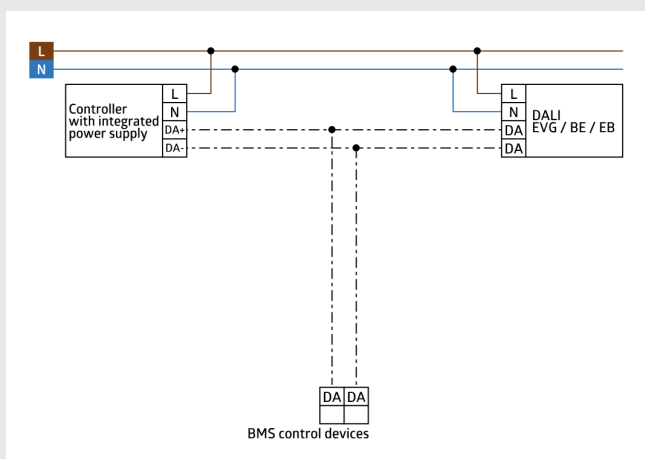 L
N
Controller
with integrated
power supply
L
N
DA+
DA-
L
N
DA
DA
DALI
EVG / BE / EB
DA DA
BMS control devices